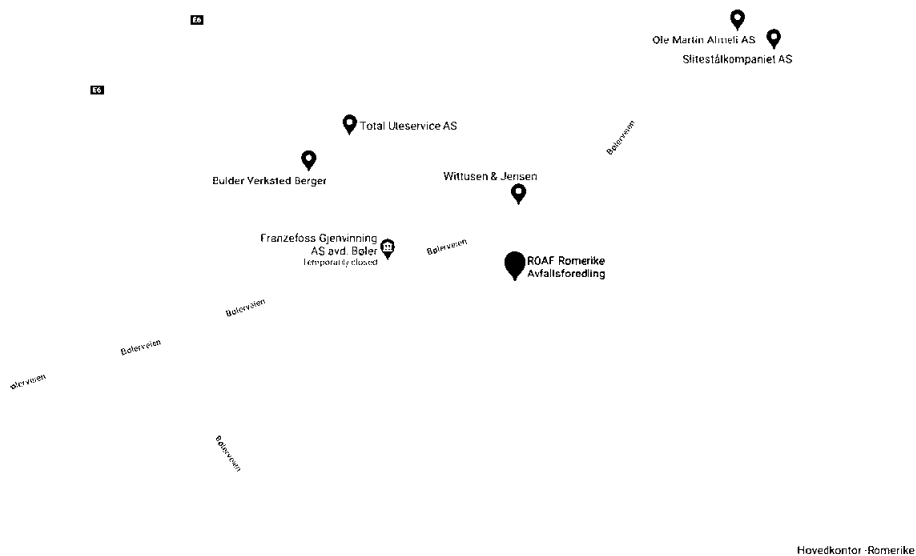 E6
Ole Martin Almeli AS
Slitestålkompaniet AS
E6
Total Uteservice AS
Bølerveien
Bulder Verksted Berger
Wittusen & Jensen
Franzefoss Gjenvinning
AS avd. Bøler
Temporarily closed
Bølerveien
ROAF Romerike
Avfallsforedling
Bølerveien
Bølerveien
ølerveien
Bølerveien
Hovedkontor -Romerike